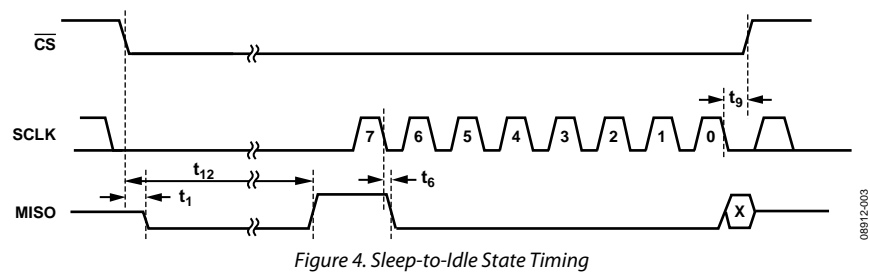 CS
t9
SCLK 7 6 5 4 3 2 1 0
t12
t1
t6
MISO X
08912-003
Figure 4. Sleep-to-Idle State Timing